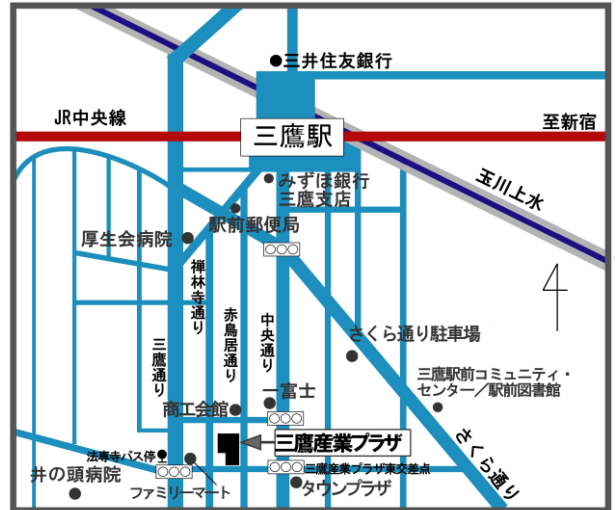 三井住友銀行
JR中央線
三鷹駅
至新宿
みずほ銀行
三鷹支店
玉川上水
駅前郵便局
厚生会病院
禅林寺通り
赤鳥居通り
中央通り
三鷹通り
さくら通り駐車場
三鷹駅前コミュニティ・
センター／駅前図書館
一富士
商工会館
三鷹産業プラザ
さくら通り
法専寺バス停
三鷹産業プラザ東交差点
井の頭病院
ファミリーマート
タウンプラザ